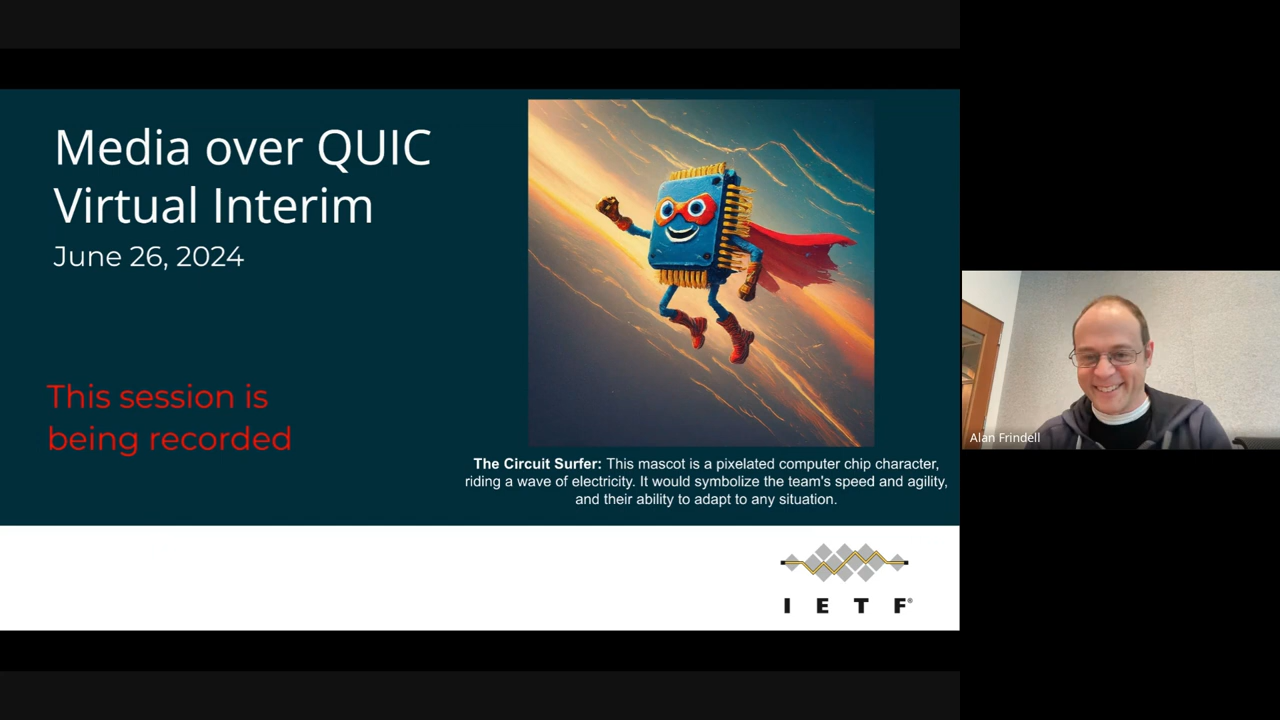 Media over QUIC
Virtual Interim
June 26, 2024
This session is
being recorded
The Circuit Surfer: This mascot is a pixelated computer chip character,
riding a wave of electricity. It would symbolize the team's speed and agility,
and their ability to adapt to any situation.
I E T F®
Alan Frindell